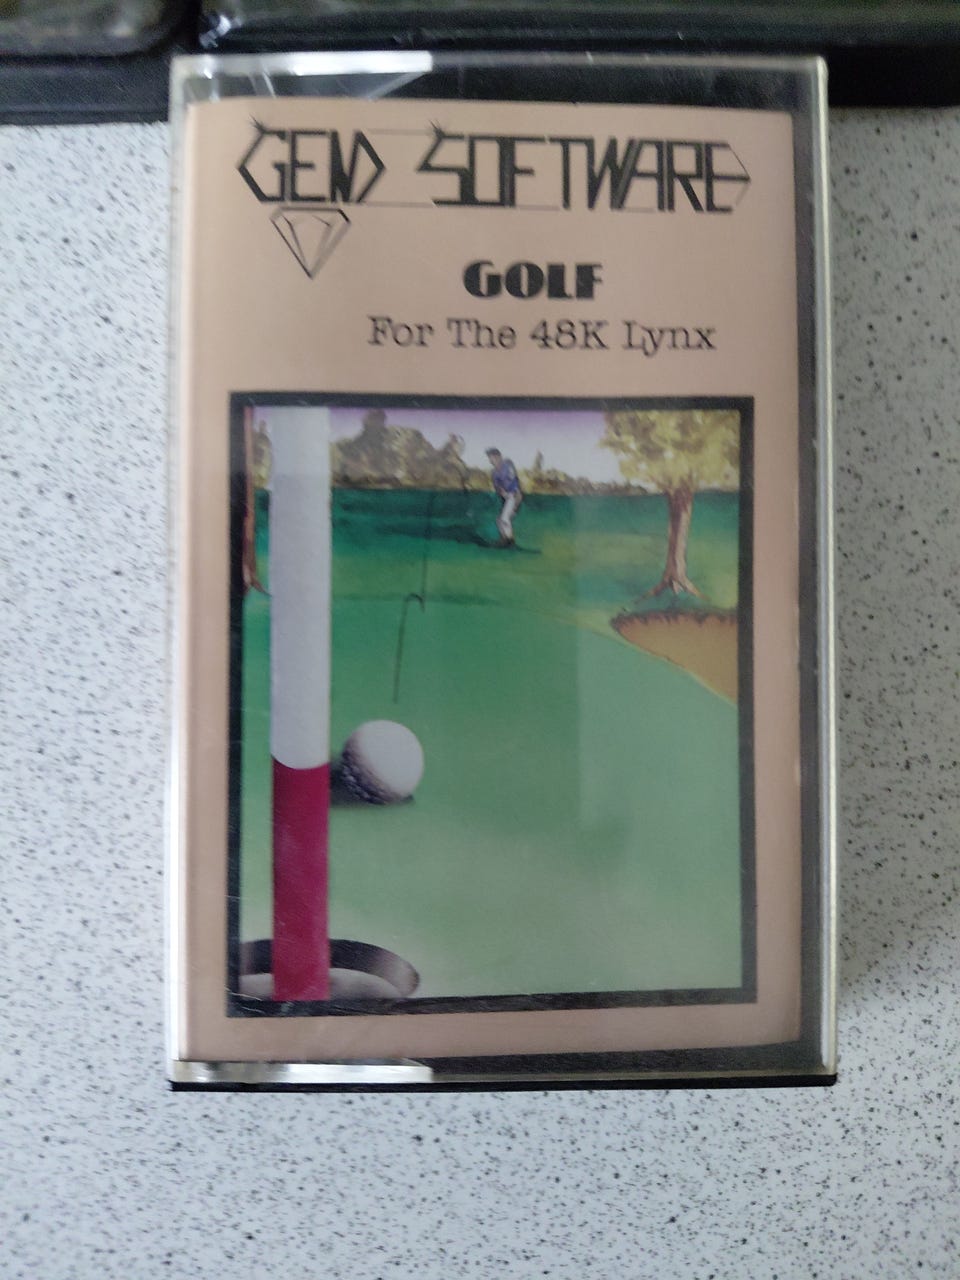 GEM SOFTWARE
GOLF
For The 48K Lynx